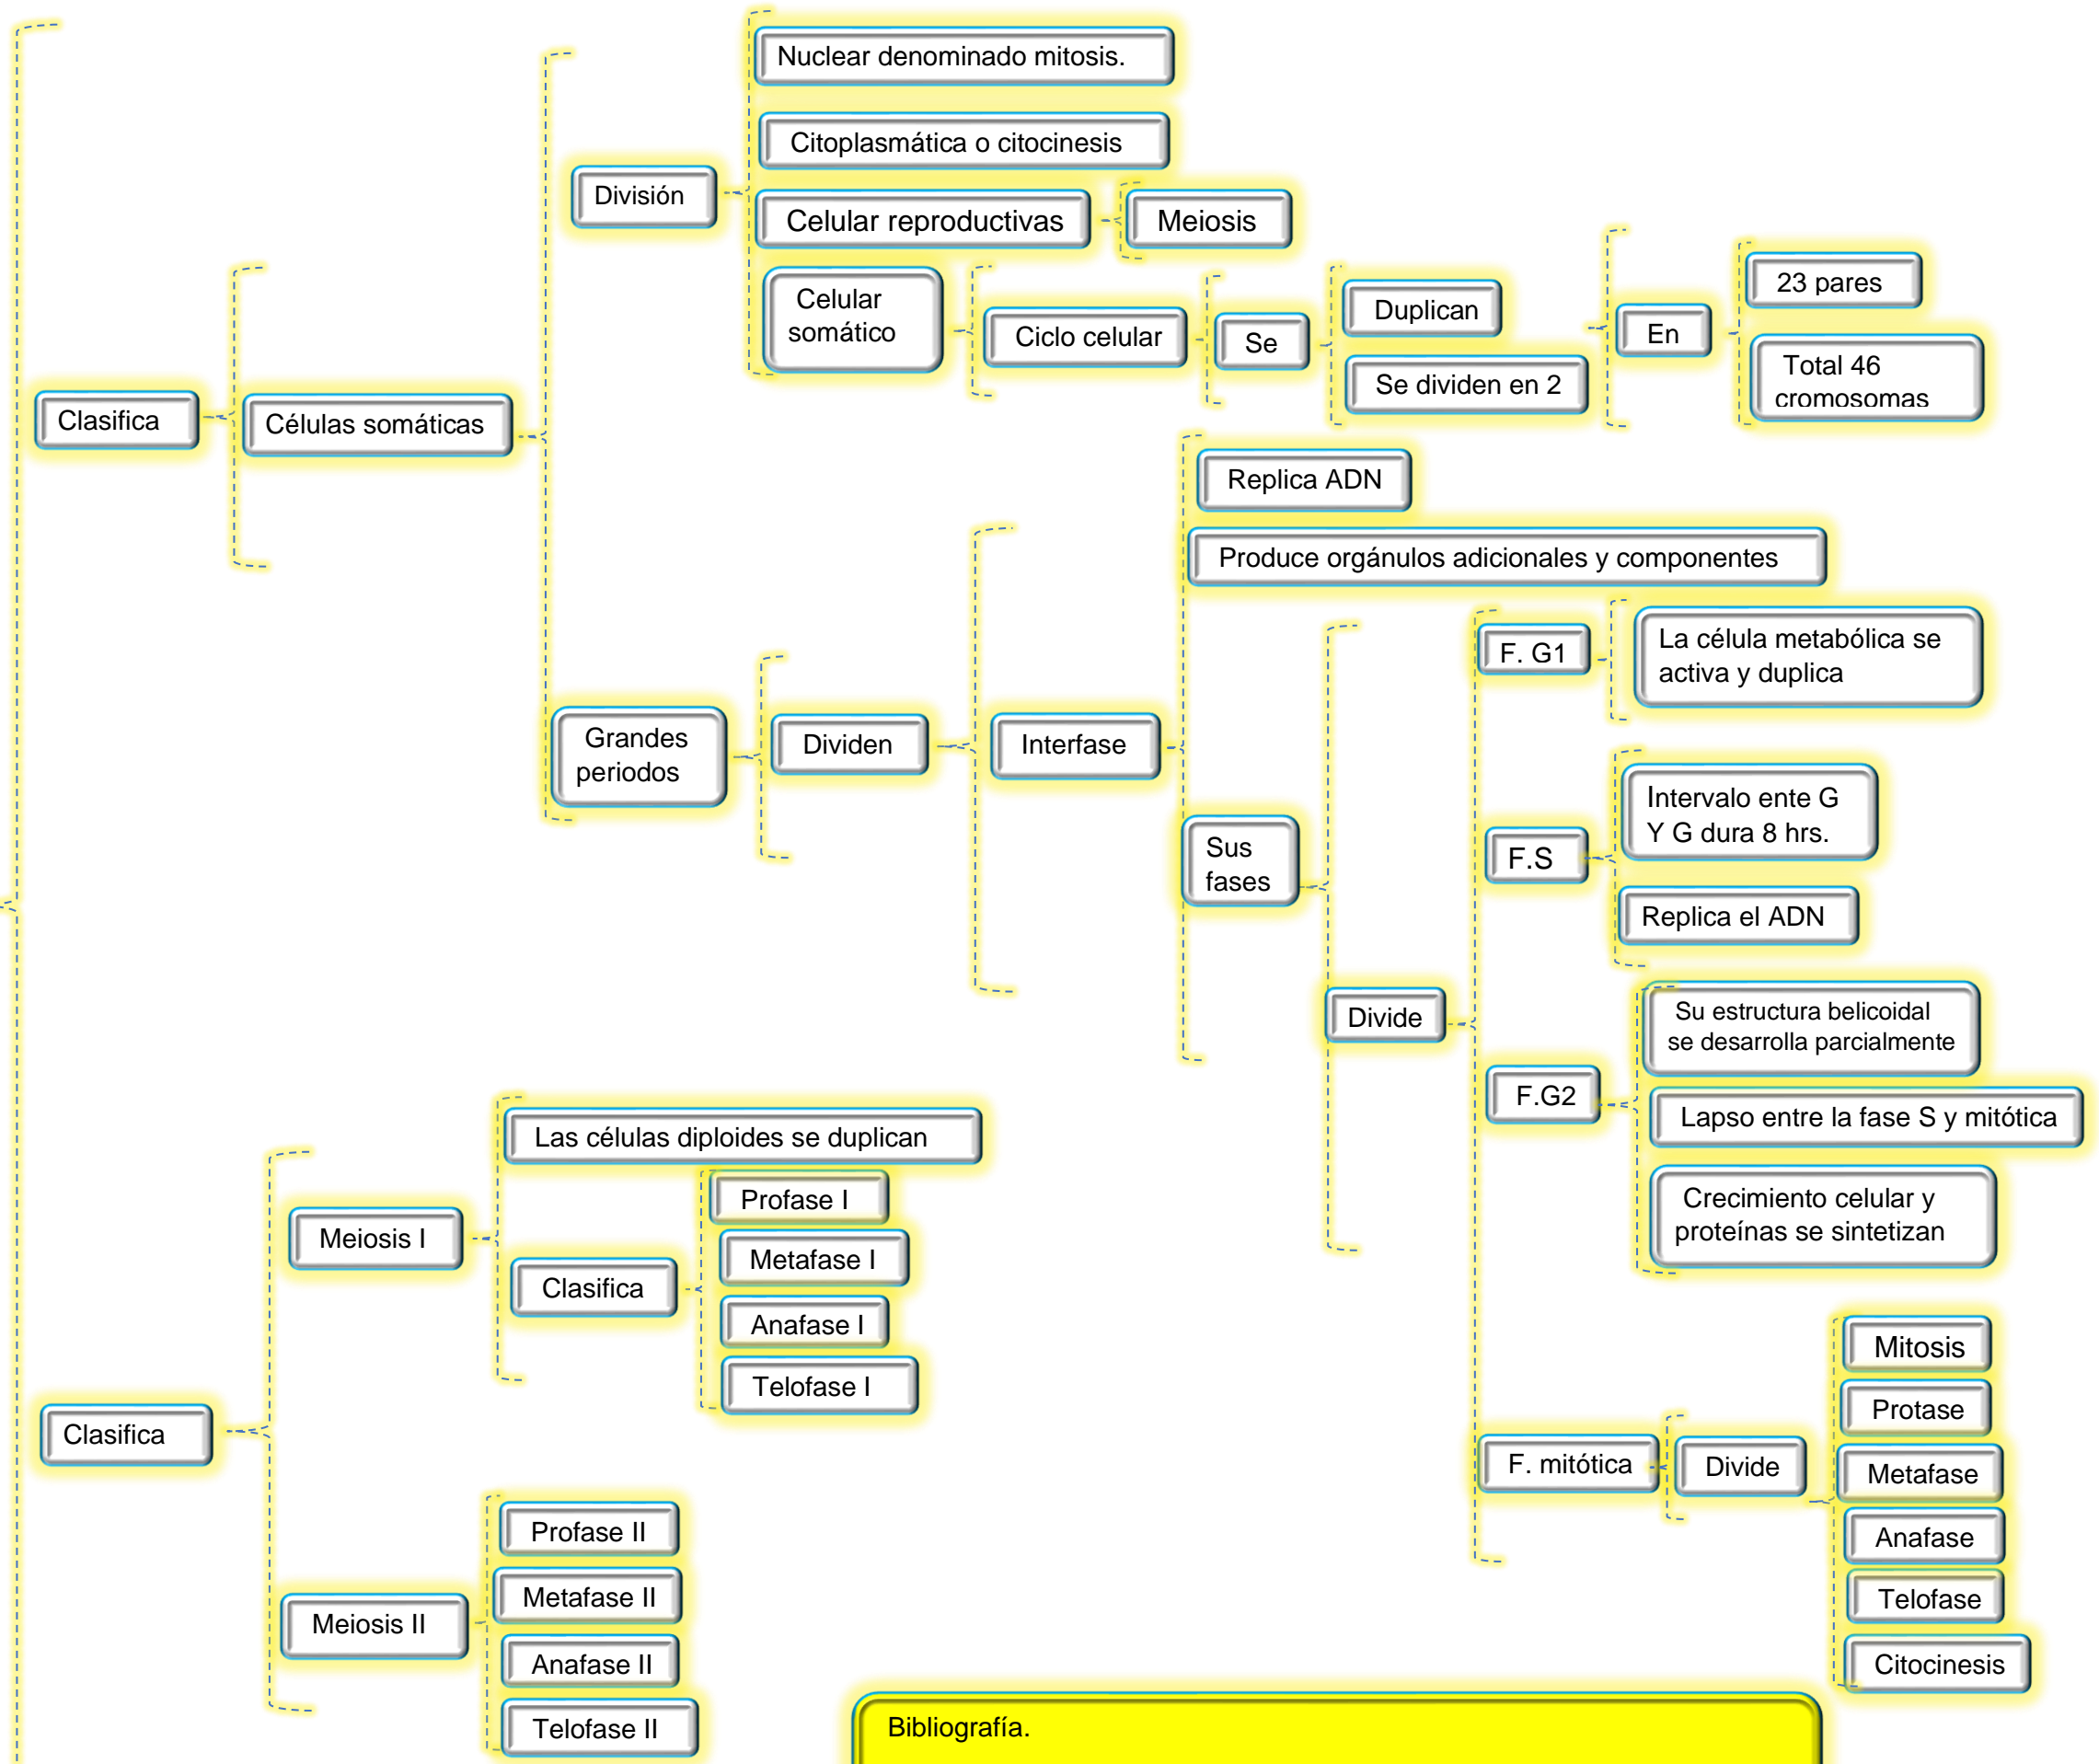 Nuclear denominado mitosis.
Citoplasmática o citocinesis
División
Celular reproductivas
Meiosis
Celular
somático
Ciclo celular
Se
Duplican
Se dividen en 2
En
23 pares
Total 46
cromosomas
Clasifica
Células somáticas
Replica ADN
Produce orgánulos adicionales y componentes
Grandes
periodos
Dividen
Interfase
Sus
fases
Divide
F. G1
La célula metabólica se
activa y duplica
F.S
Intervalo ente G
Y G dura 8 hrs.
Replica el ADN
F.G2
Su estructura belicoidal
se desarrolla parcialmente
Lapso entre la fase S y mitótica
Crecimiento celular y
proteínas se sintetizan
F. mitótica
Divide
Mitosis
Protase
Metafase
Anafase
Telofase
Citocinesis
Clasifica
Meiosis I
Las células diploides se duplican
Clasifica
Profase I
Metafase I
Anafase I
Telofase I
Meiosis II
Profase II
Metafase II
Anafase II
Telofase II
Bibliografía.